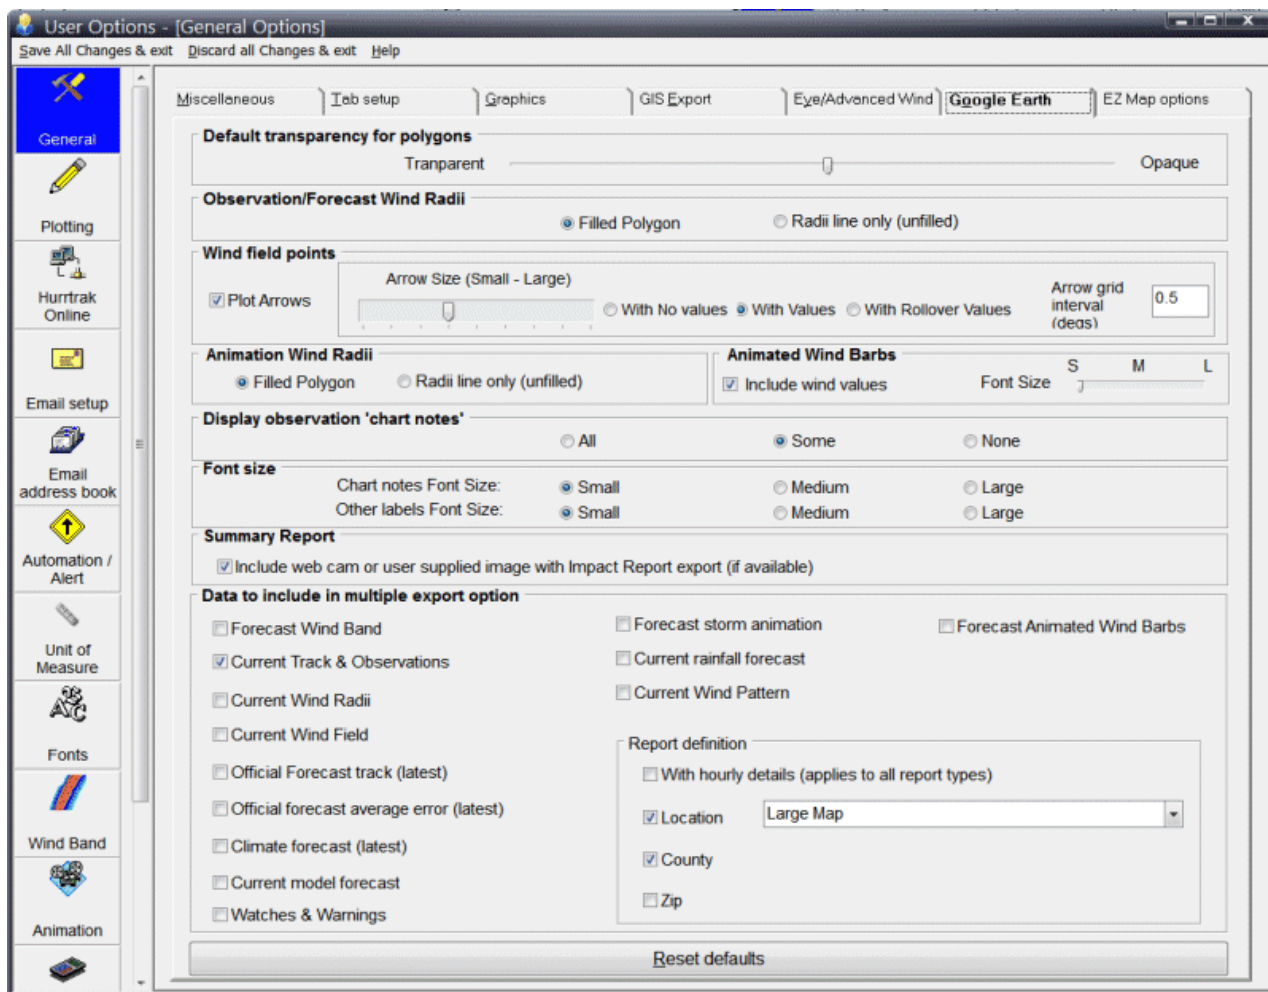 User Options - [General Options]
Save All Changes & exit Discard all Changes & exit Help
General
Plotting
Hurrtrak
Online
Email setup
Email
address book
Automation /
Alert
Unit of
Measure
Fonts
Wind Band
Animation
Miscellaneous Tab setup Graphics GIS Export Eye/Advanced Wind Google Earth EZ Map options
Default transparency for polygons
Tranparent Opaque
Observation/Forecast Wind Radii
Filled Polygon Radii line only (unfilled)
Wind field points
Plot Arrows
Arrow Size (Small - Large)
With No values With Values With Rollover Values
Arrow grid
interval
(degs)
0.5
Animation Wind Radii
Filled Polygon Radii line only (unfilled)
Animated Wind Barbs
Include wind values
Font Size
S M L
Display observation 'chart notes'
All Some None
Font size
Chart notes Font Size: Small Medium Large
Other labels Font Size: Small Medium Large
Summary Report
Include web cam or user supplied image with Impact Report export (if available)
Data to include in multiple export option
Forecast Wind Band
Current Track & Observations
Current Wind Radii
Current Wind Field
Official Forecast track (latest)
Official forecast average error (latest)
Climate forecast (latest)
Current model forecast
Watches & Warnings
Forecast storm animation
Current rainfall forecast
Current Wind Pattern
Forecast Animated Wind Barbs
Report definition
With hourly details (applies to all report types)
Location Large Map
County
Zip
Reset defaults